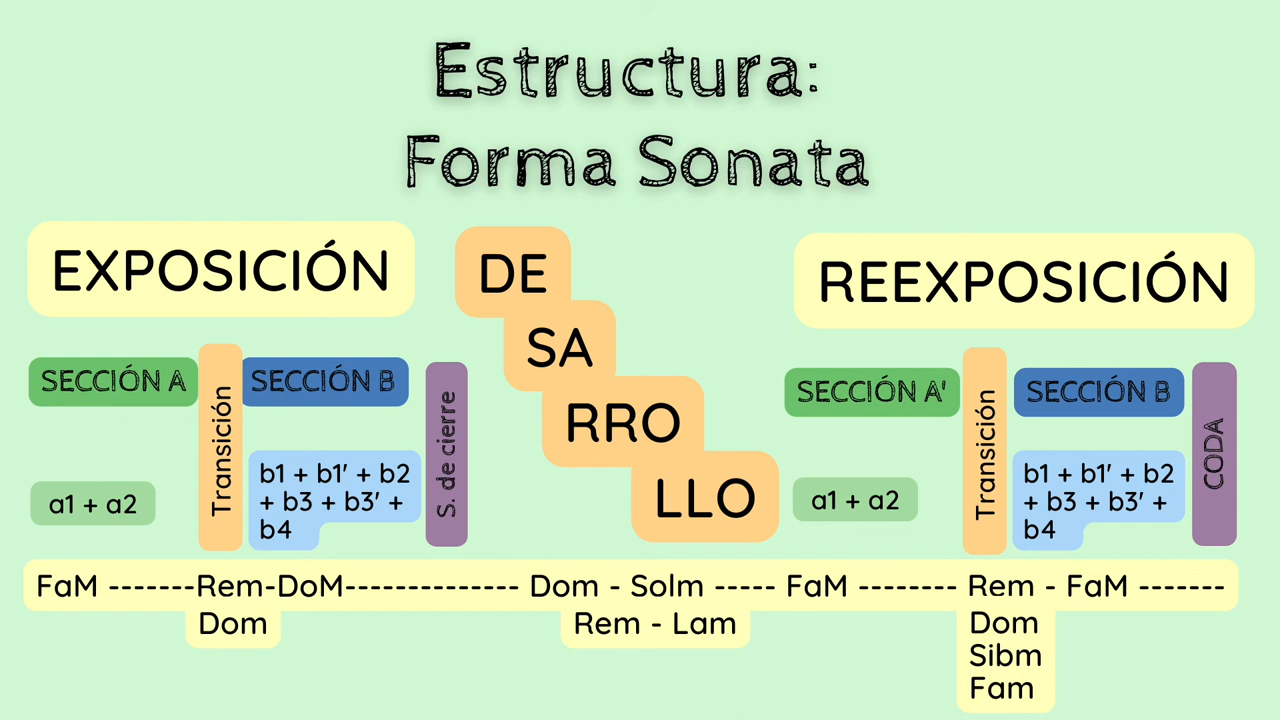 Estructura:
Forma Sonata
EXPOSICIÓN
SECCIÓN A
a1 + a2
Transición
SECCIÓN B
b1 + b1' + b2
+ b3 + b3' +
b4
S. de cierre
DE
SA
RRO
LLO
REEXPOSICIÓN
SECCIÓN A'
a1 + a2
Transición
SECCIÓN B
b1 + b1' + b2
+ b3 + b3' +
b4
CODA
FaM -------Rem-DoM-------------- Dom - Solm ----- FaM -------- Rem - FaM -------
Dom
Rem - Lam
Dom
Sibm
Fam